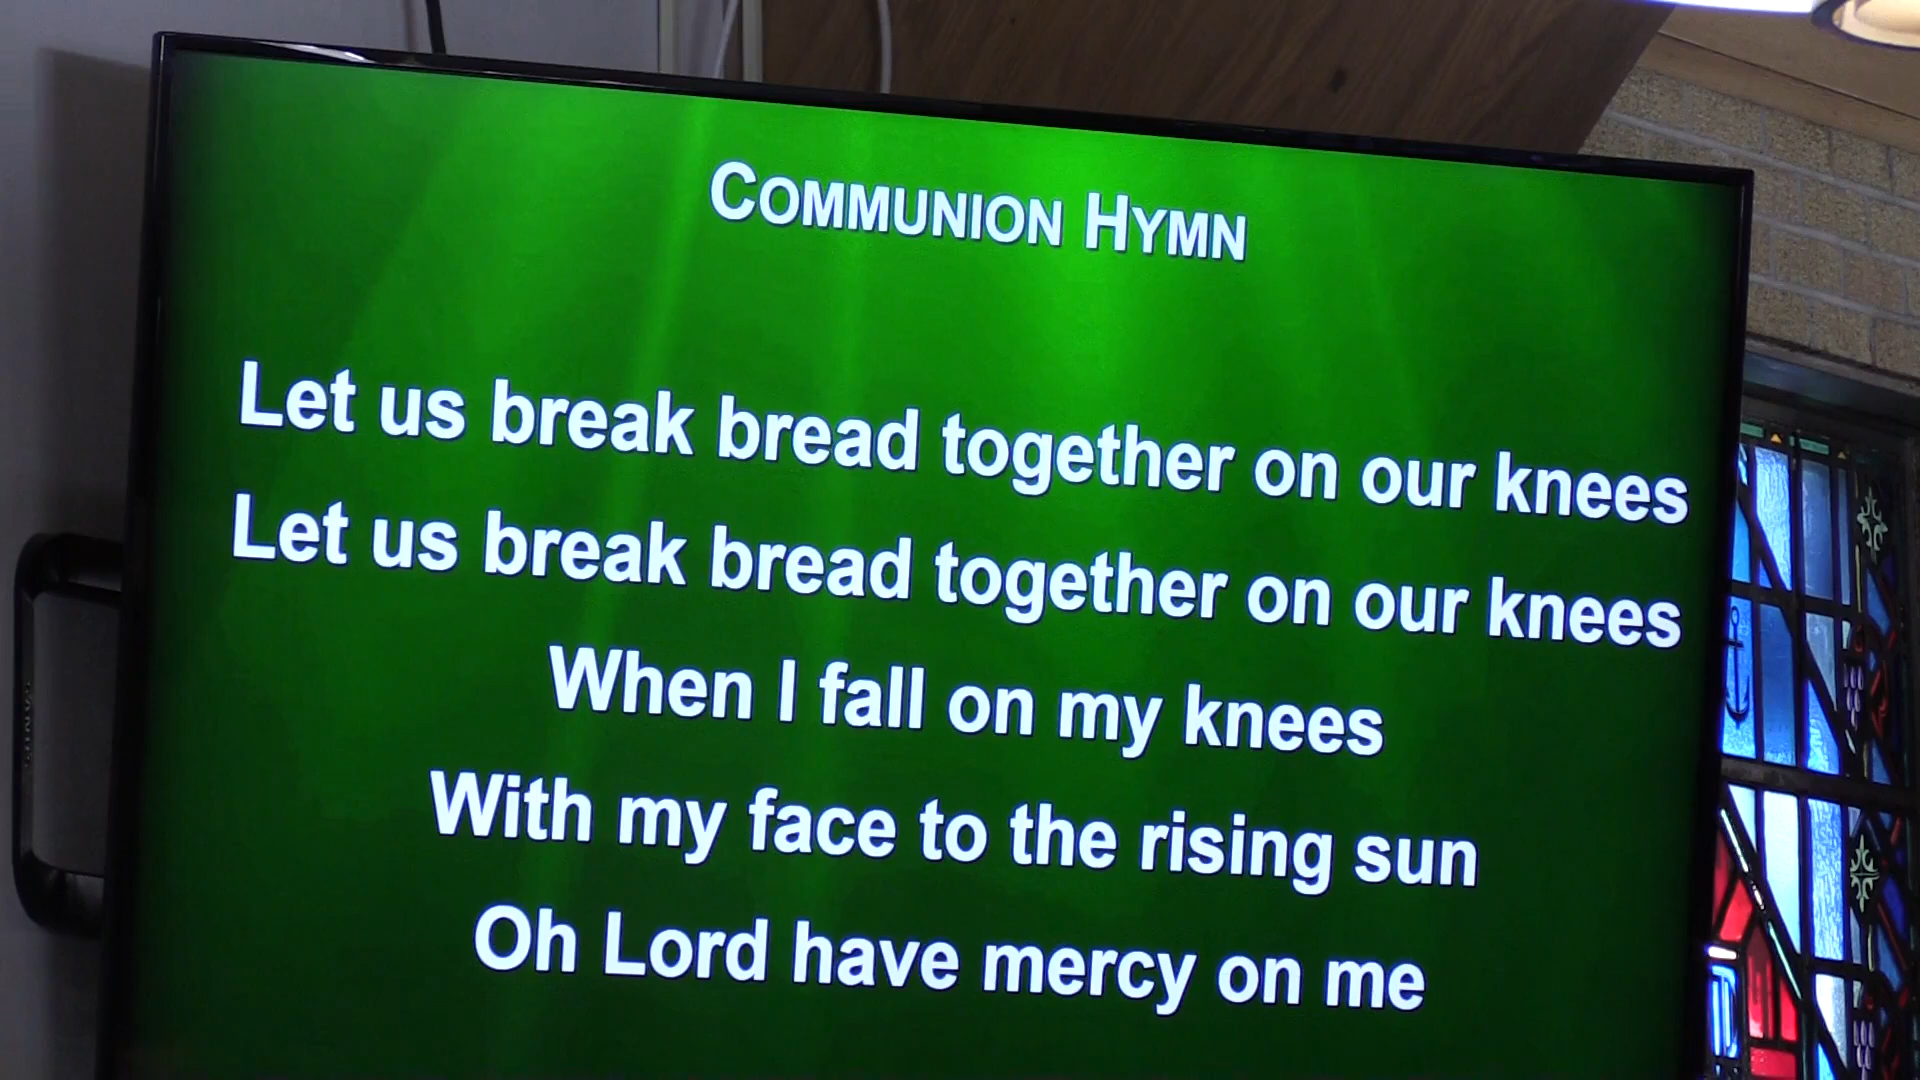 COMMUNION HYMN
Let us break bread together on our knees
Let us break bread together on our knees
When I fall on my knees
With my face to the rising sun
Oh Lord have mercy on me